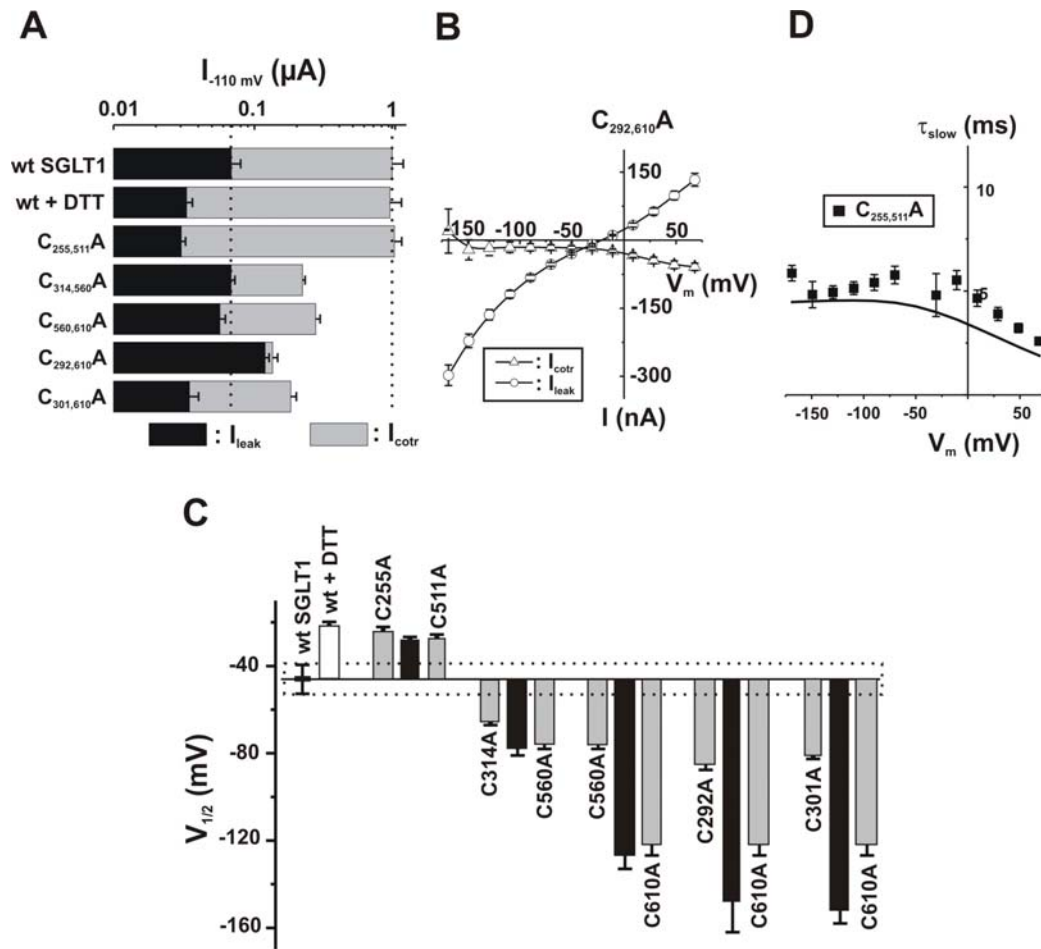 A
I-110 mV (µA)
0.01 0.1 1
wt SGLT1
wt + DTT
C255,511A
C314,560A
C560,610A
C292,610A
C301,610A
: Ileak : Icotr
B
C292,610A
150
-150 -100 -50 50
Vm (mV)
-150
-300
: Icotr
: Ileak
I (nA)
D
τslow (ms)
10
C255,511A
5
-150 -100 -50 0 50
Vm (mV)
C
wt SGLT1
wt + DTT
C255A
C511A
-40
-80
-120
-160
V1/2 (mV)
C314A
C560A
C560A
C610A
C292A
C610A
C301A
C610A